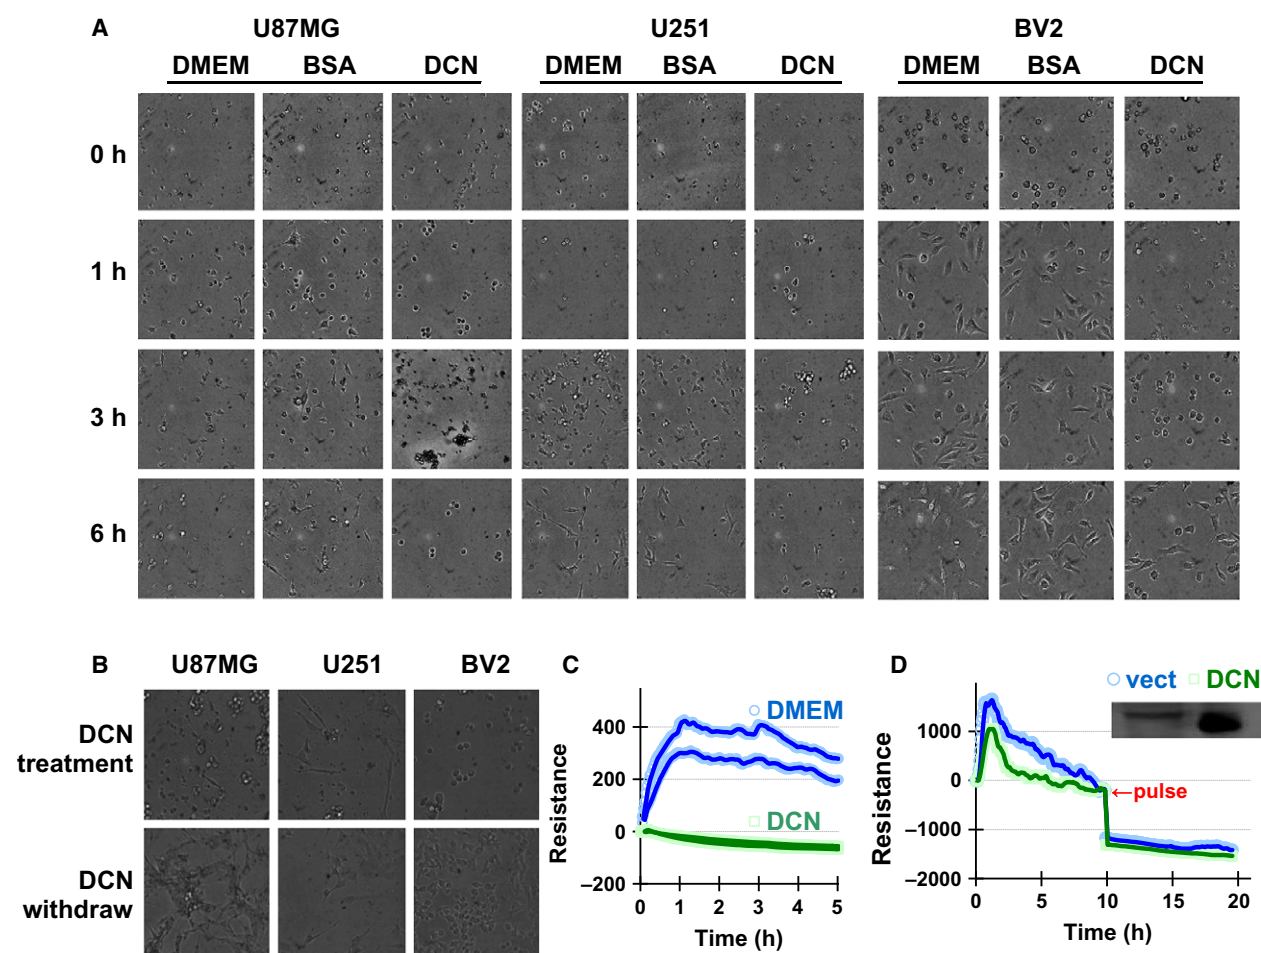 A
U87MG U251 BV2
DMEM BSA DCN DMEM BSA DCN DMEM BSA DCN
0 h
1 h
3 h
6 h
B
U87MG U251 BV2
DCN
treatment
DCN
withdraw
C
DMEM
DCN
Resistance
400
200
0
−200
0 1 2 3 4 5
Time (h)
D
vect DCN
←pulse
Resistance
1000
0
−1000
−2000
0 5 10 15 20
Time (h)